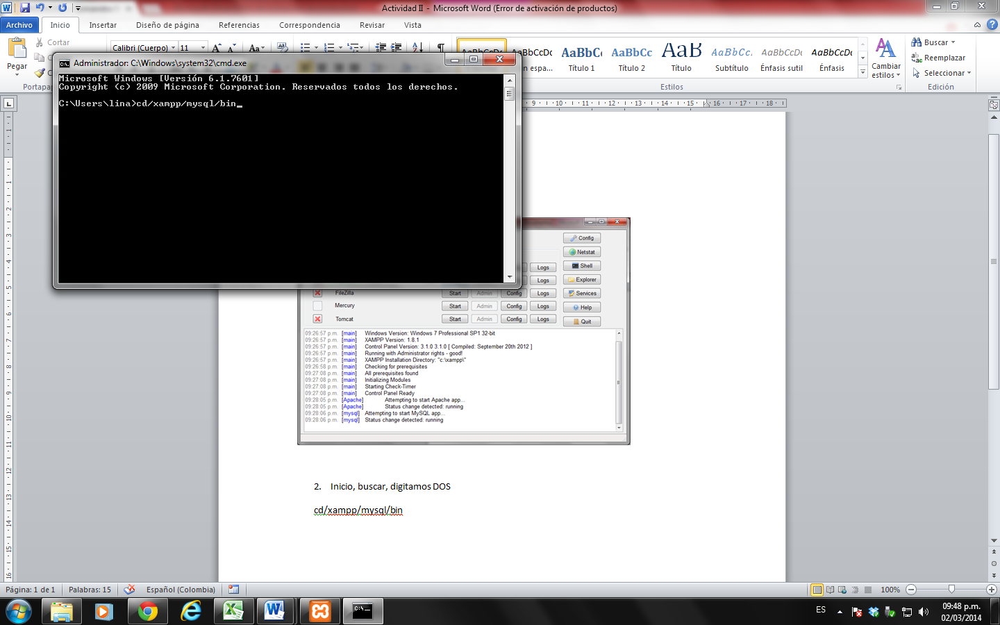 Actividad II - Microsoft Word (Error de activación de productos)
Archivo Inicio Insertar Diseño de página Referencias Correspondencia Revisar Vista
Cortar
Pegar
Calibri (Cuerpo) 11
AaBbCc. AaBbCcDc AaBbCcDc
Título 1 Título 2 Título Subtítulo Énfasis sutil Énfasis
Cambiar estilos
Estilos
Buscar
Reemplazar
Seleccionar
Edición
Administrador: C:\Windows\system32\cmd.exe
Microsoft Windows [Versión 6.1.7601]
Copyright (c) 2009 Microsoft Corporation. Reservados todos los derechos.
C:\Users\lina>cd/xampp/mysql/bin_
9 10 11 12 13 14 15 16 17 18
Config
Netstat
Logs Shell
Logs Explorer
FileZilla Start Admin Config Logs Services
Mercury Start Admin Config Logs Help
Tomcat Start Admin Config Logs Quit
09:26:57 p.m. [main] Windows Version: Windows 7 Professional SP1 32-bit
09:26:57 p.m. [main] XAMPP Version: 1.8.1
09:26:57 p.m. [main] Control Panel Version: 3.1.0 3.1.0 [ Compiled: September 20th 2012 ]
09:26:57 p.m. [main] Running with Administrator rights - good!
09:26:57 p.m. [main] XAMPP Installation Directory: "c:\xampp\"
09:26:58 p.m. [main] Checking for prerequisites
09:27:08 p.m. [main] All prerequisites found
09:27:08 p.m. [main] Initializing Modules
09:27:08 p.m. [main] Starting Check-Timer
09:27:08 p.m. [main] Control Panel Ready
09:28:05 p.m. [Apache] Attempting to start Apache app...
09:28:05 p.m. [Apache] Status change detected: running
09:28:06 p.m. [mysql] Attempting to start MySQL app...
09:28:06 p.m. [mysql] Status change detected: running
2. Inicio, buscar, digitamos DOS
cd/xampp/mysql/bin
Página: 1 de 1 Palabras: 15 Español (Colombia) 100%
ES 09:48 p.m.
02/03/2014